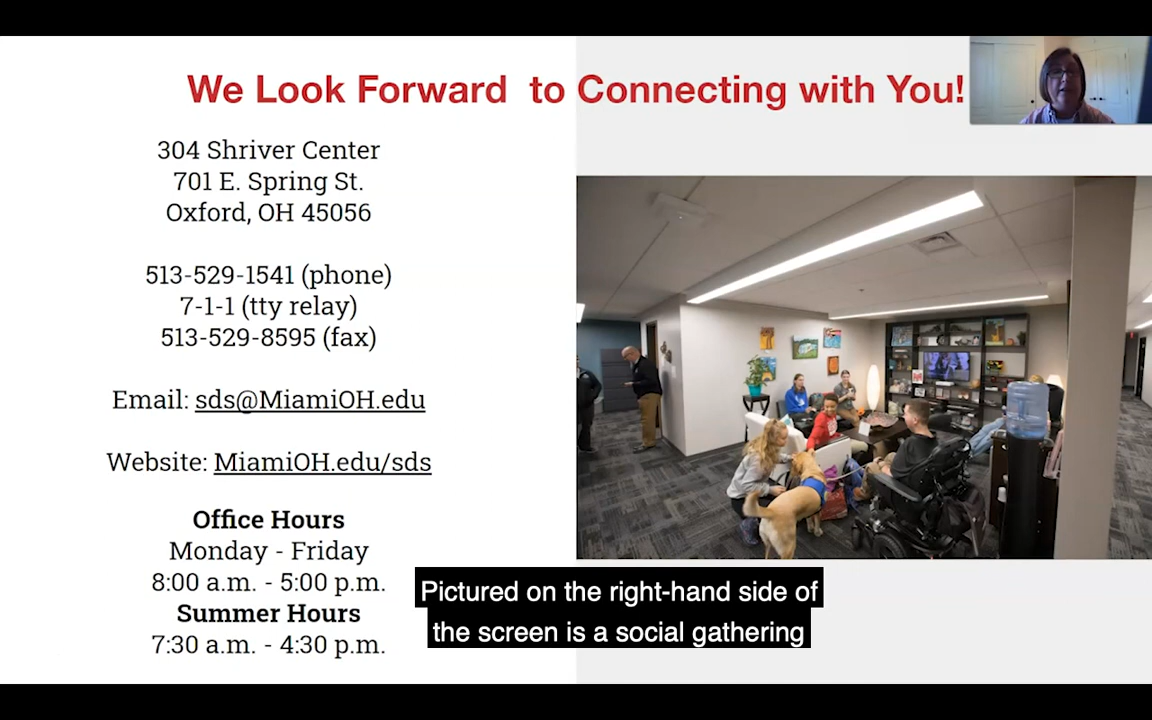 We Look Forward to Connecting with You!
304 Shriver Center
701 E. Spring St.
Oxford, OH 45056
513-529-1541 (phone)
7-1-1 (tty relay)
513-529-8595 (fax)
Email: sds@MiamiOH.edu
Website: MiamiOH.edu/sds
Office Hours
Monday - Friday
8:00 a.m. - 5:00 p.m.
Summer Hours
7:30 a.m. - 4:30 p.m.
Pictured on the right-hand side of
the screen is a social gathering